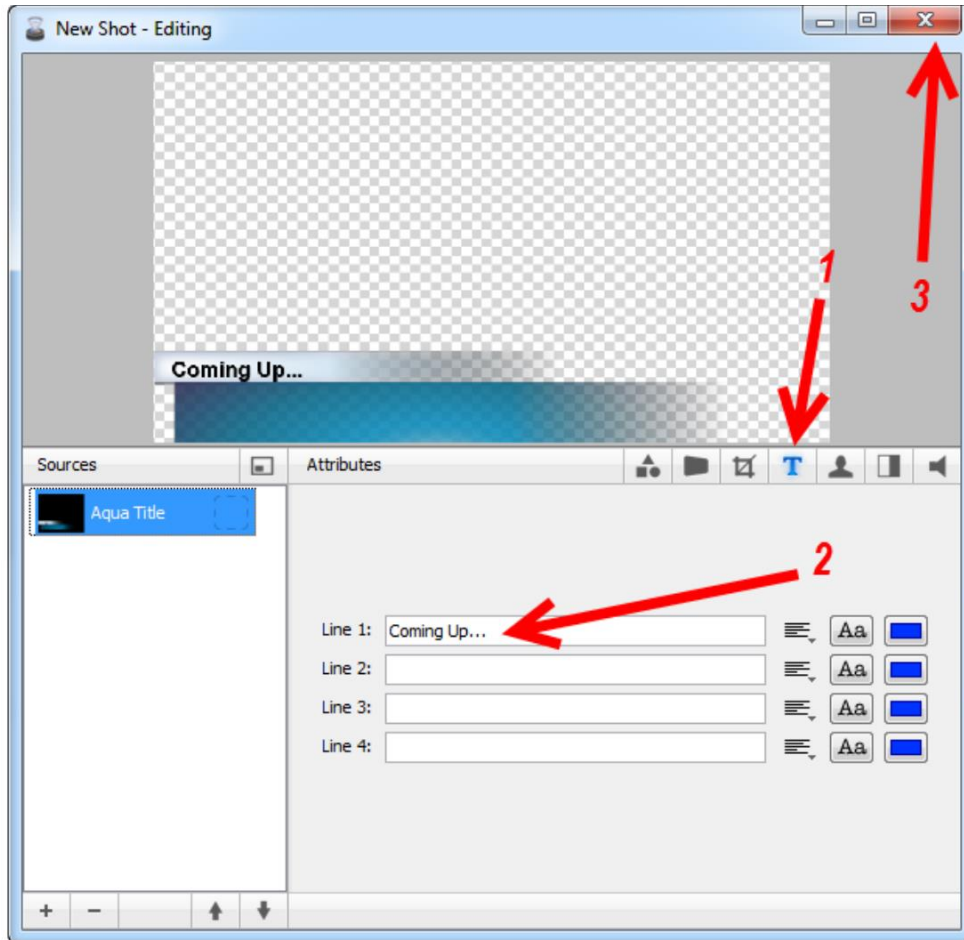 New Shot - Editing
1
3
Coming Up...
Sources
Attributes
T
Aqua Title
2
Line 1: Coming Up... Aa
Line 2: Aa
Line 3: Aa
Line 4: Aa